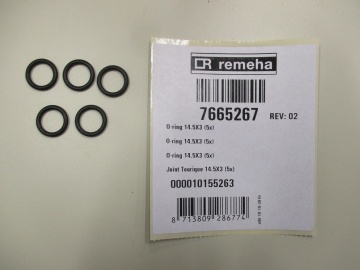 remeha
7665267 REV: 02
O-ring 14.5X3 (5x)
O-ring 14.5X3 (5x)
O-ring 14.5X3 (5x)
Joint Tourique 14.5X3 (5x)
000010155263
8 713809 286774